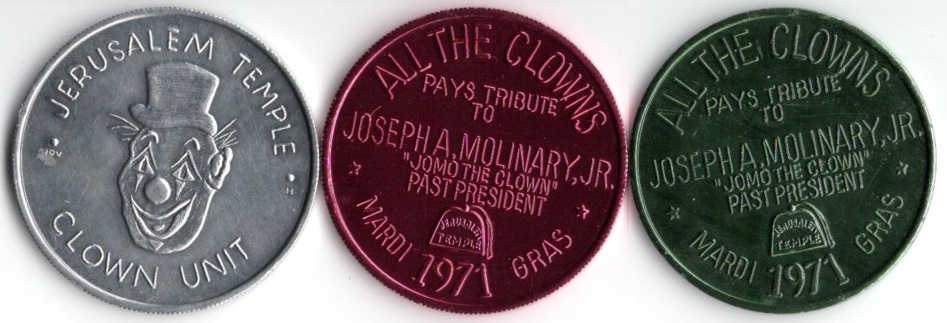 JERUSALEM TEMPLE
CLOWN UNIT
ALL THE CLOWNS
PAYS TRIBUTE
TO
JOSEPH A. MOLINARY, JR.
"JOMO THE CLOWN"
PAST PRESIDENT
JERUSALEM
TEMPLE
MARDI 1971 GRAS
ALL THE CLOWNS
PAYS TRIBUTE
TO
JOSEPH A. MOLINARY, JR.
"JOMO THE CLOWN"
PAST PRESIDENT
JERUSALEM
TEMPLE
MARDI 1971 GRAS